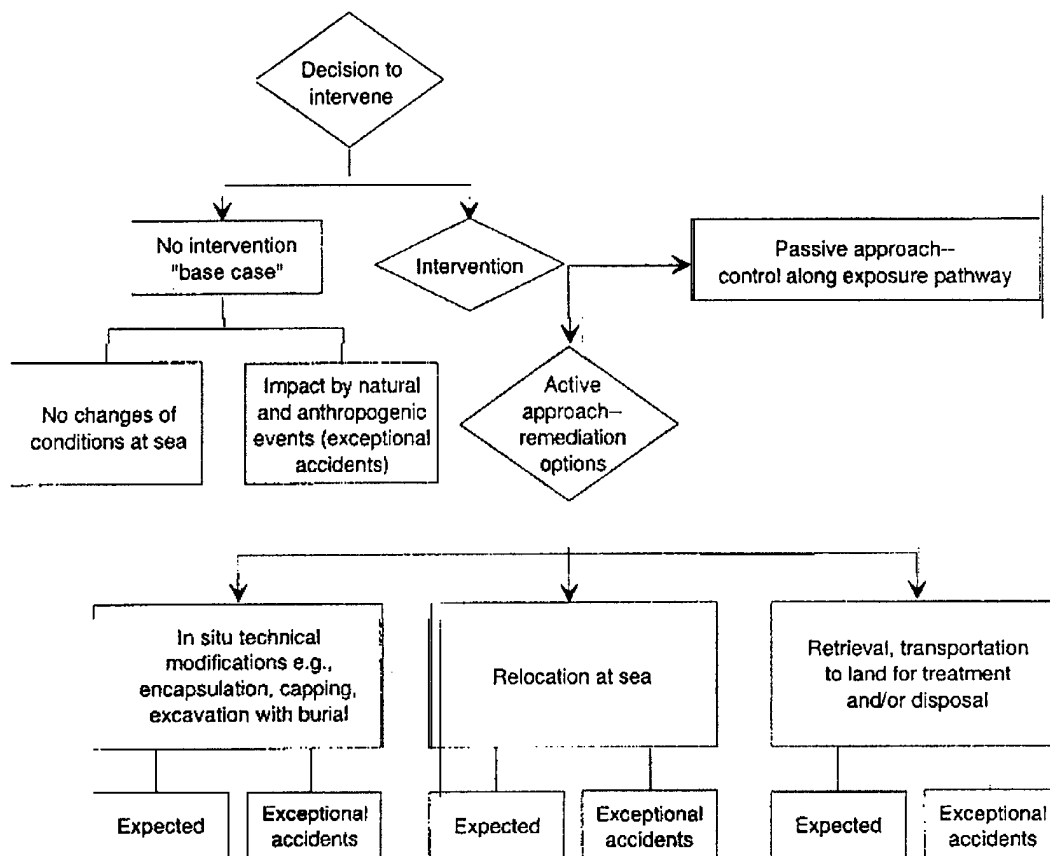 Decision to
intervene
No intervention
"base case"
Intervention
Passive approach--
control along exposure pathway
No changes of
conditions at sea
Impact by natural
and anthropogenic
events (exceptional
accidents)
Active
approach--
remediation
options
In situ technical
modifications e.g.,
encapsulation, capping,
excavation with burial
Relocation at sea
Retrieval, transportation
to land for treatment
and/or disposal
Expected
Exceptional
accidents
Expected
Exceptional
accidents
Expected
Exceptional
accidents